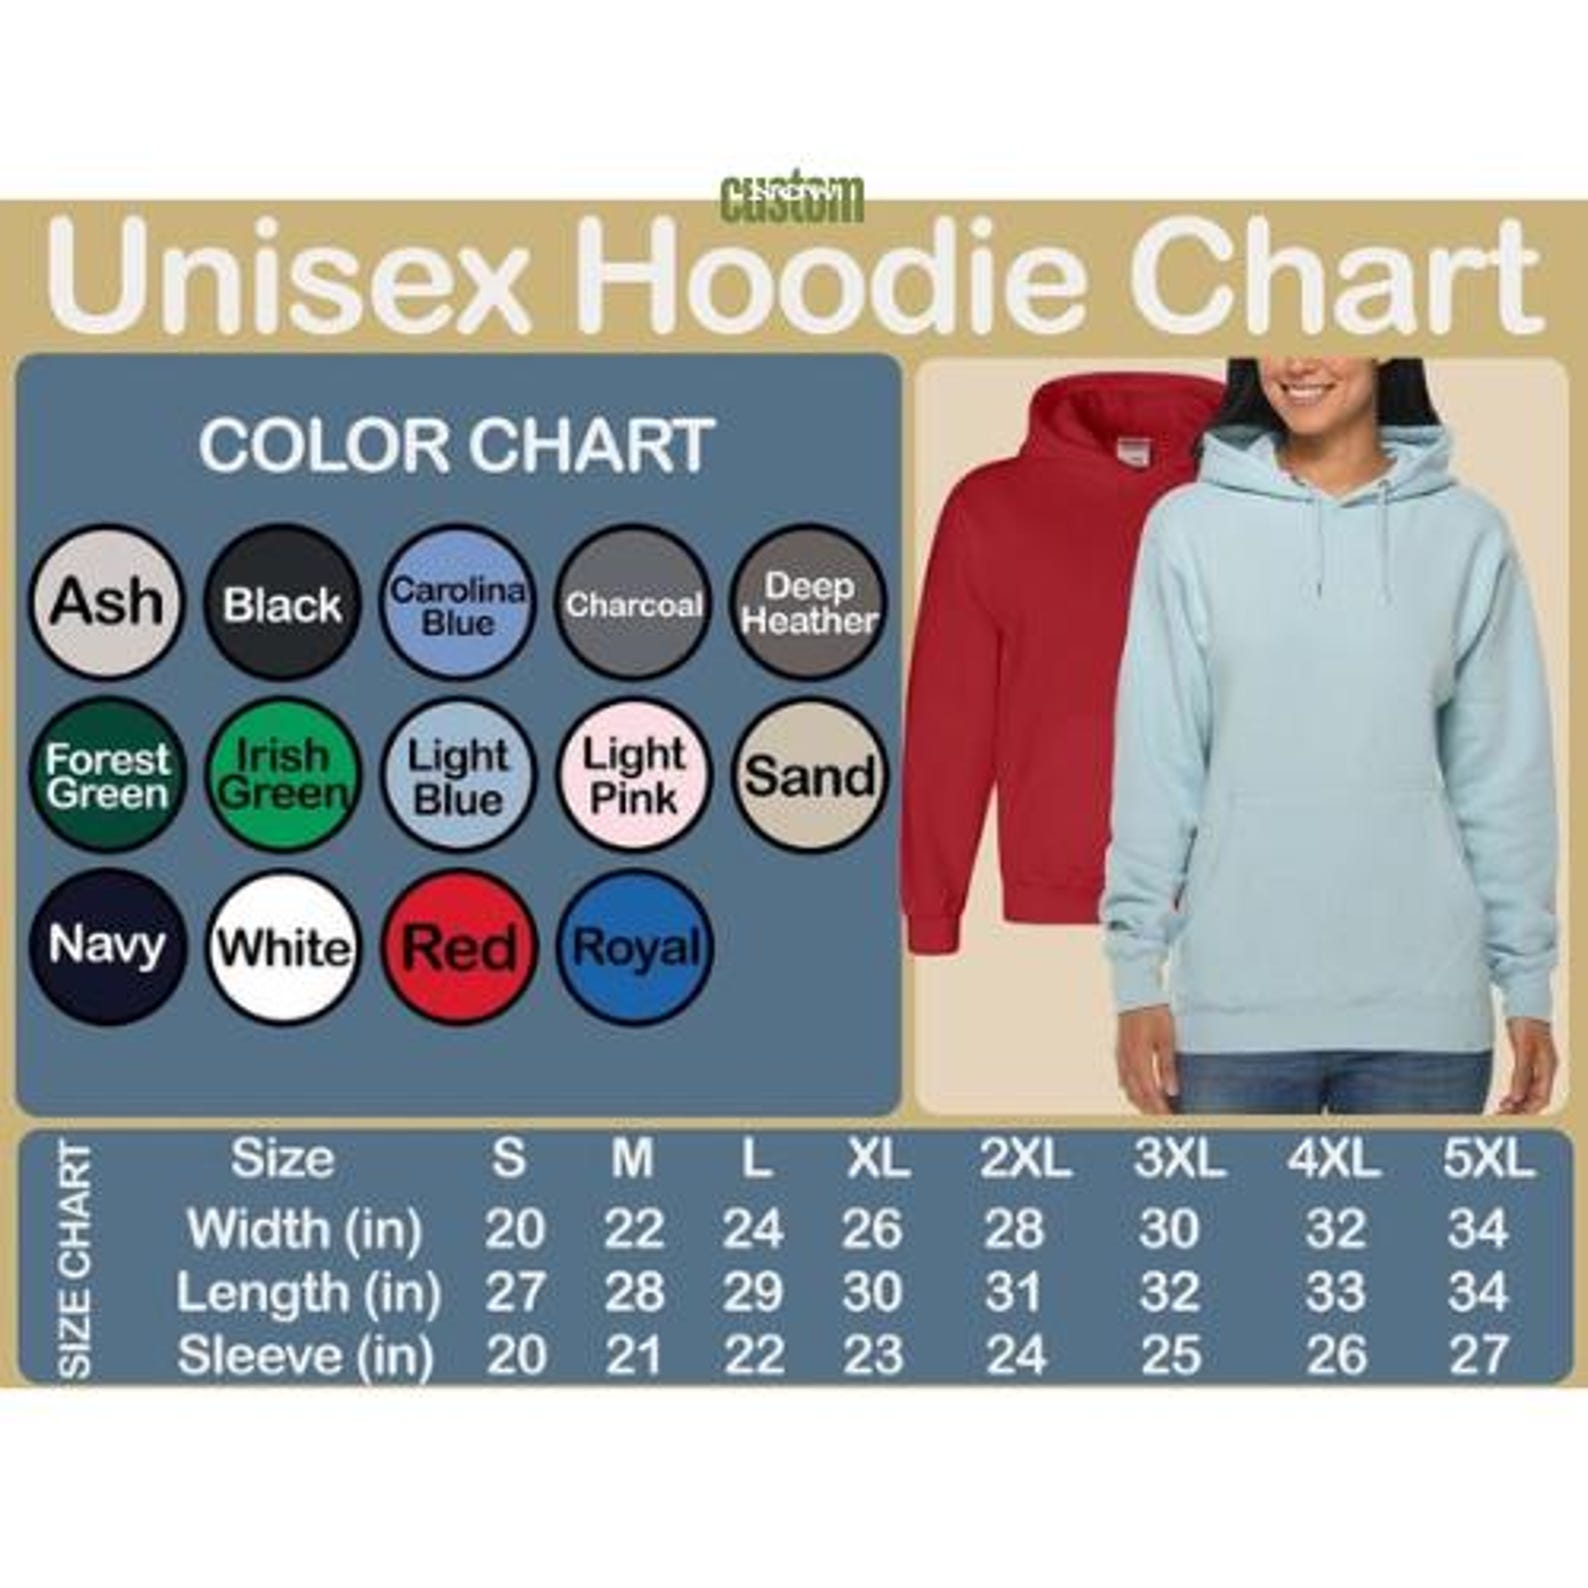 custom
Unisex Hoodie Chart
COLOR CHART
Ash
Black
Carolina
Blue
Charcoal
Deep
Heather
Forest
Green
Irish
Green
Light
Blue
Light
Pink
Sand
Navy
White
Red
Royal
SIZE CHART
Size S M L XL 2XL 3XL 4XL 5XL
Width (in) 20 22 24 26 28 30 32 34
Length (in) 27 28 29 30 31 32 33 34
Sleeve (in) 20 21 22 23 24 25 26 27